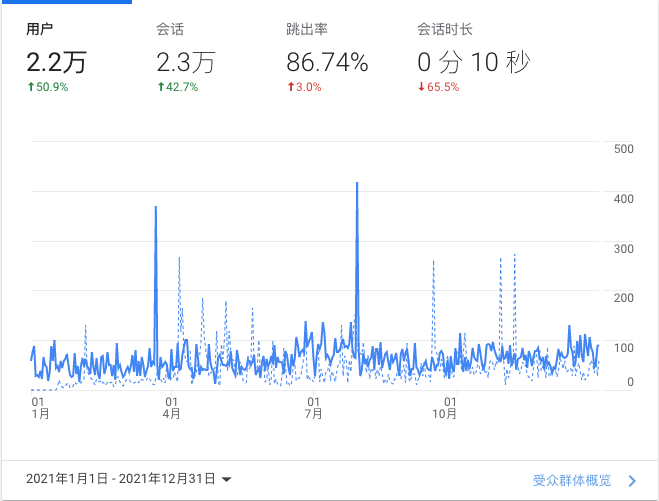 用户 会话 跳出率 会话时长
2.2万 2.3万 86.74% 0 分 10 秒
↑50.9% ↑42.7% ↑3.0% ↓65.5%
500
400
300
200
100
0
01 01 01 01
1月 4月 7月 10月
2021年1月1日 - 2021年12月31日 受众群体概览